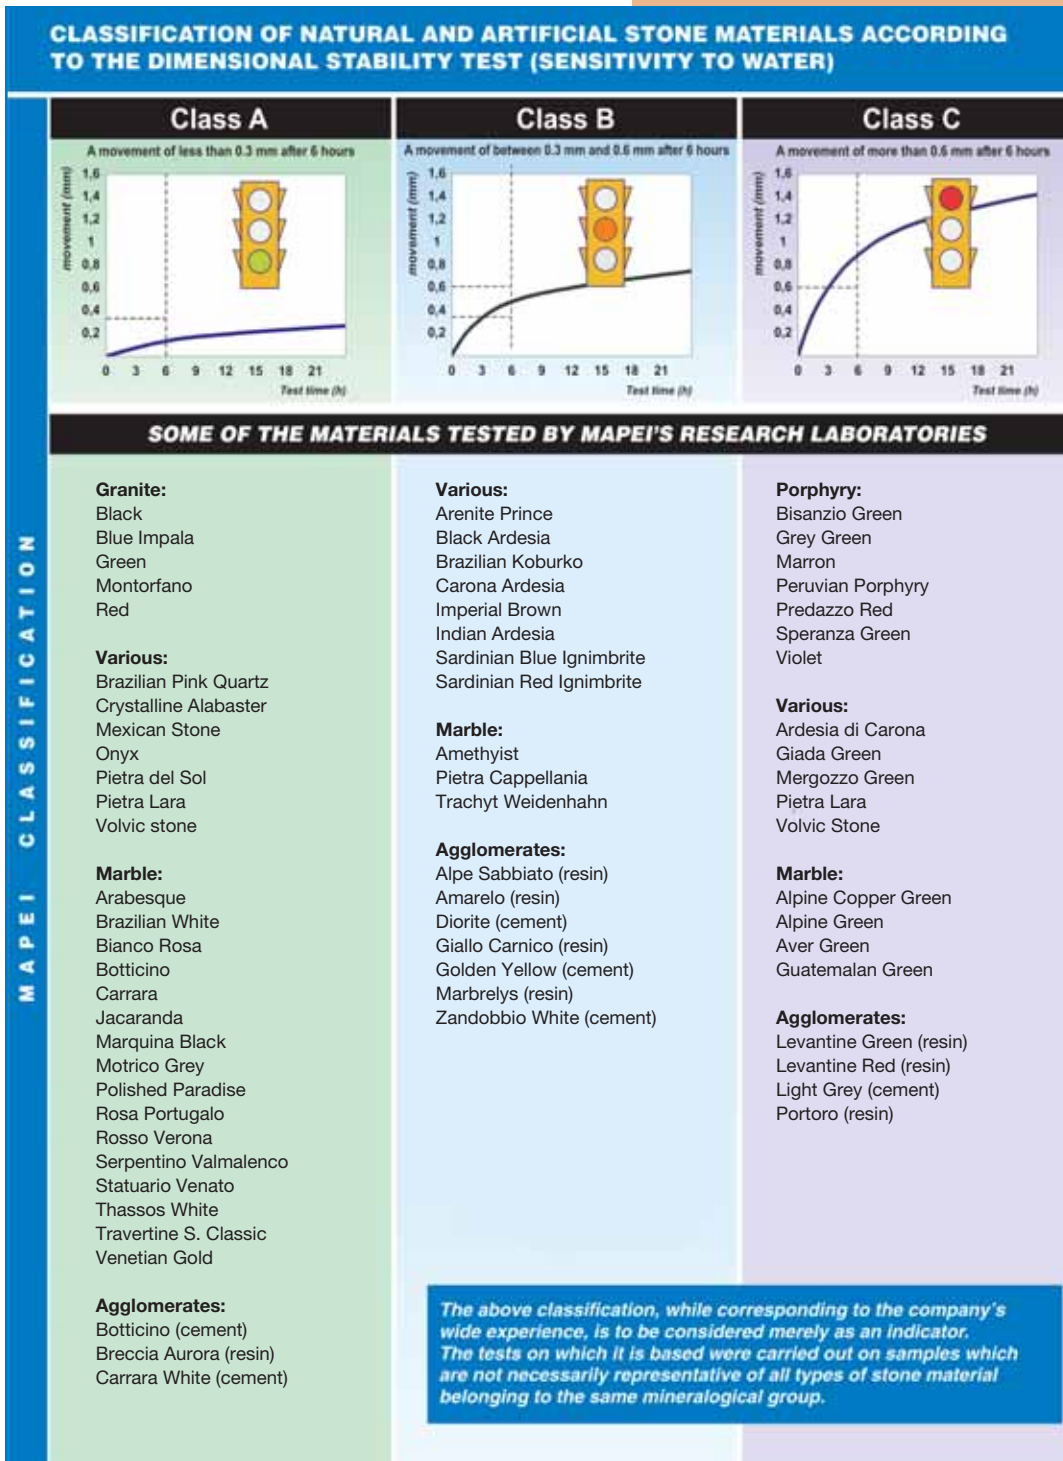 CLASSIFICATION OF NATURAL AND ARTIFICIAL STONE MATERIALS ACCORDING
TO THE DIMENSIONAL STABILITY TEST (SENSITIVITY TO WATER)
MAPEI CLASSIFICATION
Class A
A movement of less than 0.3 mm after 6 hours
movement (mm)
1,6
1,4
1,2
1
0,8
0,6
0,4
0,2
0 3 6 9 12 15 18 21
Test time (h)
Class B
A movement of between 0.3 mm and 0.6 mm after 6 hours
movement (mm)
1,6
1,4
1,2
1
0,8
0,6
0,4
0,2
0 3 6 9 12 15 18 21
Test time (h)
Class C
A movement of more than 0.6 mm after 6 hours
movement (mm)
1,6
1,4
1,2
1
0,8
0,6
0,4
0,2
0 3 6 9 12 15 18 21
Test time (h)
SOME OF THE MATERIALS TESTED BY MAPEI'S RESEARCH LABORATORIES
Granite:
Black
Blue Impala
Green
Montorfano
Red
Various:
Brazilian Pink Quartz
Crystalline Alabaster
Mexican Stone
Onyx
Pietra del Sol
Pietra Lara
Volvic stone
Marble:
Arabesque
Brazilian White
Bianco Rosa
Botticino
Carrara
Jacaranda
Marquina Black
Motrico Grey
Polished Paradise
Rosa Portugalo
Rosso Verona
Serpentino Valmalenco
Statuario Venato
Thassos White
Travertine S. Classic
Venetian Gold
Agglomerates:
Botticino (cement)
Breccia Aurora (resin)
Carrara White (cement)
Various:
Arenite Prince
Black Ardesia
Brazilian Koburko
Carona Ardesia
Imperial Brown
Indian Ardesia
Sardinian Blue Ignimbrite
Sardinian Red Ignimbrite
Marble:
Amethyist
Pietra Cappellania
Trachyt Weidenhahn
Agglomerates:
Alpe Sabbiato (resin)
Amarelo (resin)
Diorite (cement)
Giallo Carnico (resin)
Golden Yellow (cement)
Marbrelys (resin)
Zandobbio White (cement)
Porphyry:
Bisanzio Green
Grey Green
Marron
Peruvian Porphyry
Predazzo Red
Speranza Green
Violet
Various:
Ardesia di Carona
Giada Green
Mergozzo Green
Pietra Lara
Volvic Stone
Marble:
Alpine Copper Green
Alpine Green
Aver Green
Guatemalan Green
Agglomerates:
Levantine Green (resin)
Levantine Red (resin)
Light Grey (cement)
Portoro (resin)
The above classification, while corresponding to the company's
wide experience, is to be considered merely as an indicator.
The tests on which it is based were carried out on samples which
are not necessarily representative of all types of stone material
belonging to the same mineralogical group.